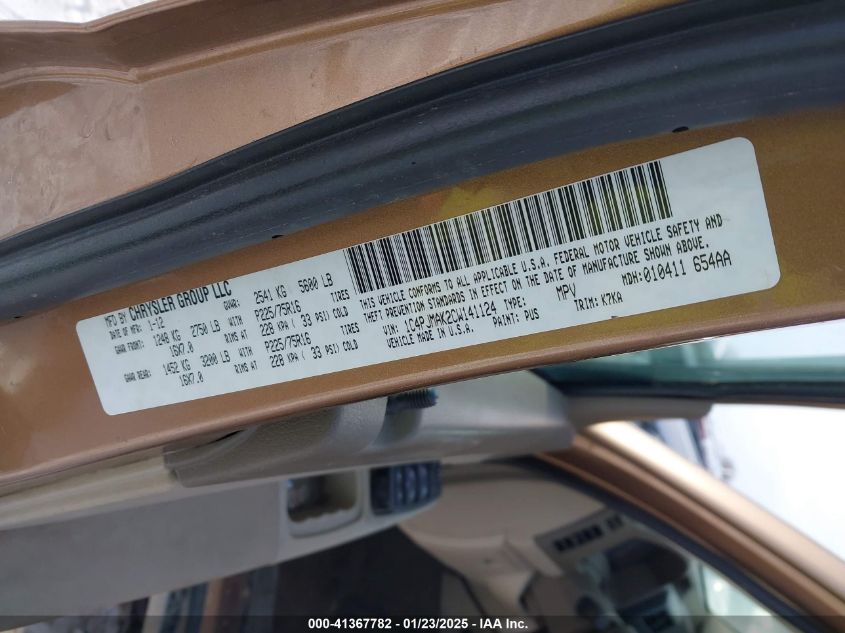 MFD BY CHRYSLER GROUP LLC
DATE OF MFR: 1-12 GVWR: 2541 KG 5600 LB
GAWR FRONT: 1248 KG 2750 LB WITH P225/75R16 TIRES
16X7.0 RIMS AT 228 KPA ( 33 PSI) COLD
GAWR REAR: 1452 KG 3200 LB WITH P225/75R16 TIRES
16X7.0 RIMS AT 228 KPA ( 33 PSI) COLD
THIS VEHICLE CONFORMS TO ALL APPLICABLE U.S.A. FEDERAL MOTOR VEHICLE SAFETY AND
THEFT PREVENTION STANDARDS IN EFFECT ON THE DATE OF MANUFACTURE SHOWN ABOVE.
MDH: 010411 654AA
VIN: 1C4PJMAK2CW141124 TYPE: MPV
MADE IN U.S.A. PAINT: PUS TRIM: K7KA
000-41367782 - 01/23/2025 - IAA Inc.